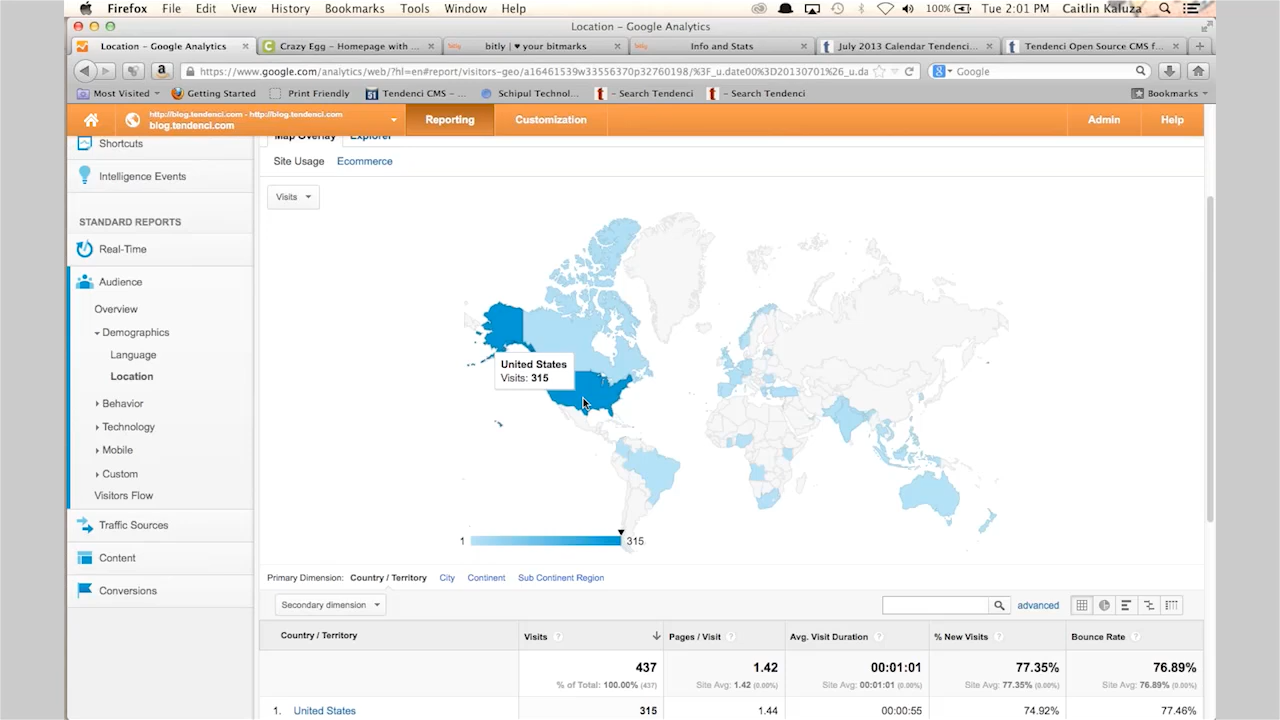 Firefox File Edit View History Bookmarks Tools Window Help 100% Tue 2:01 PM Caitlin Kaluza
Location - Google Analytics
Location - Google Analytics Crazy Egg - Homepage with ... bitly | ♥ your bitmarks Info and Stats July 2013 Calendar Tendenci... Tendenci Open Source CMS f...
https://www.google.com/analytics/web/?hl=en#report/visitors-geo/a16461539w33556370p32760198/%3F_u.date00%3D20130701%26_u.da Google
Most Visited Getting Started Print Friendly Tendenci CMS - ... Schipul Technol... - Search Tendenci - Search Tendenci Bookmarks
http://blog.tendenci.com - http://blog.tendenci.com
blog.tendenci.com
Reporting Customization Admin Help
Shortcuts
Intelligence Events
STANDARD REPORTS
Real-Time
Audience
Overview
Demographics
Language
Location
Behavior
Technology
Mobile
Custom
Visitors Flow
Traffic Sources
Content
Conversions
Map Overlay Explorer
Site Usage Ecommerce
Visits
United States
Visits: 315
1 315
Primary Dimension: Country / Territory City Continent Sub Continent Region
Secondary dimension advanced
Country / Territory Visits Pages / Visit Avg. Visit Duration % New Visits Bounce Rate
437 1.42 00:01:01 77.35% 76.89%
% of Total: 100.00% (437) Site Avg: 1.42 (0.00%) Site Avg: 00:01:01 (0.00%) Site Avg: 77.35% (0.00%) Site Avg: 76.89% (0.00%)
1. United States 315 1.44 00:00:55 74.92% 77.46%